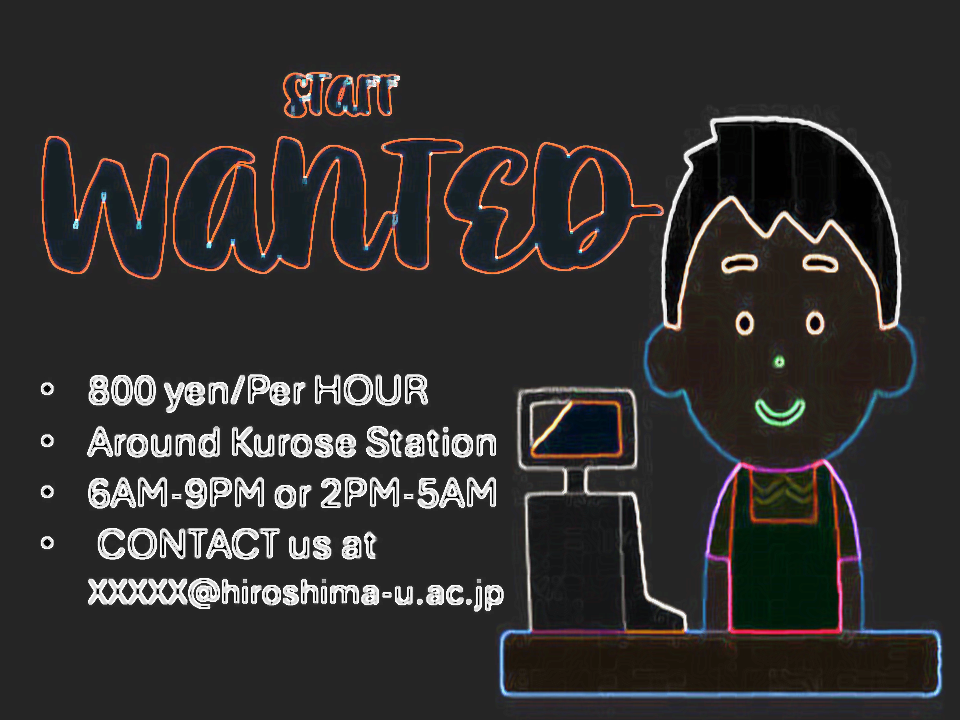 STAFF
WANTED
800 yen/Per HOUR
Around Kurose Station
6AM-9PM or 2PM-5AM
CONTACT us at
XXXXX@hiroshima-u.ac.jp